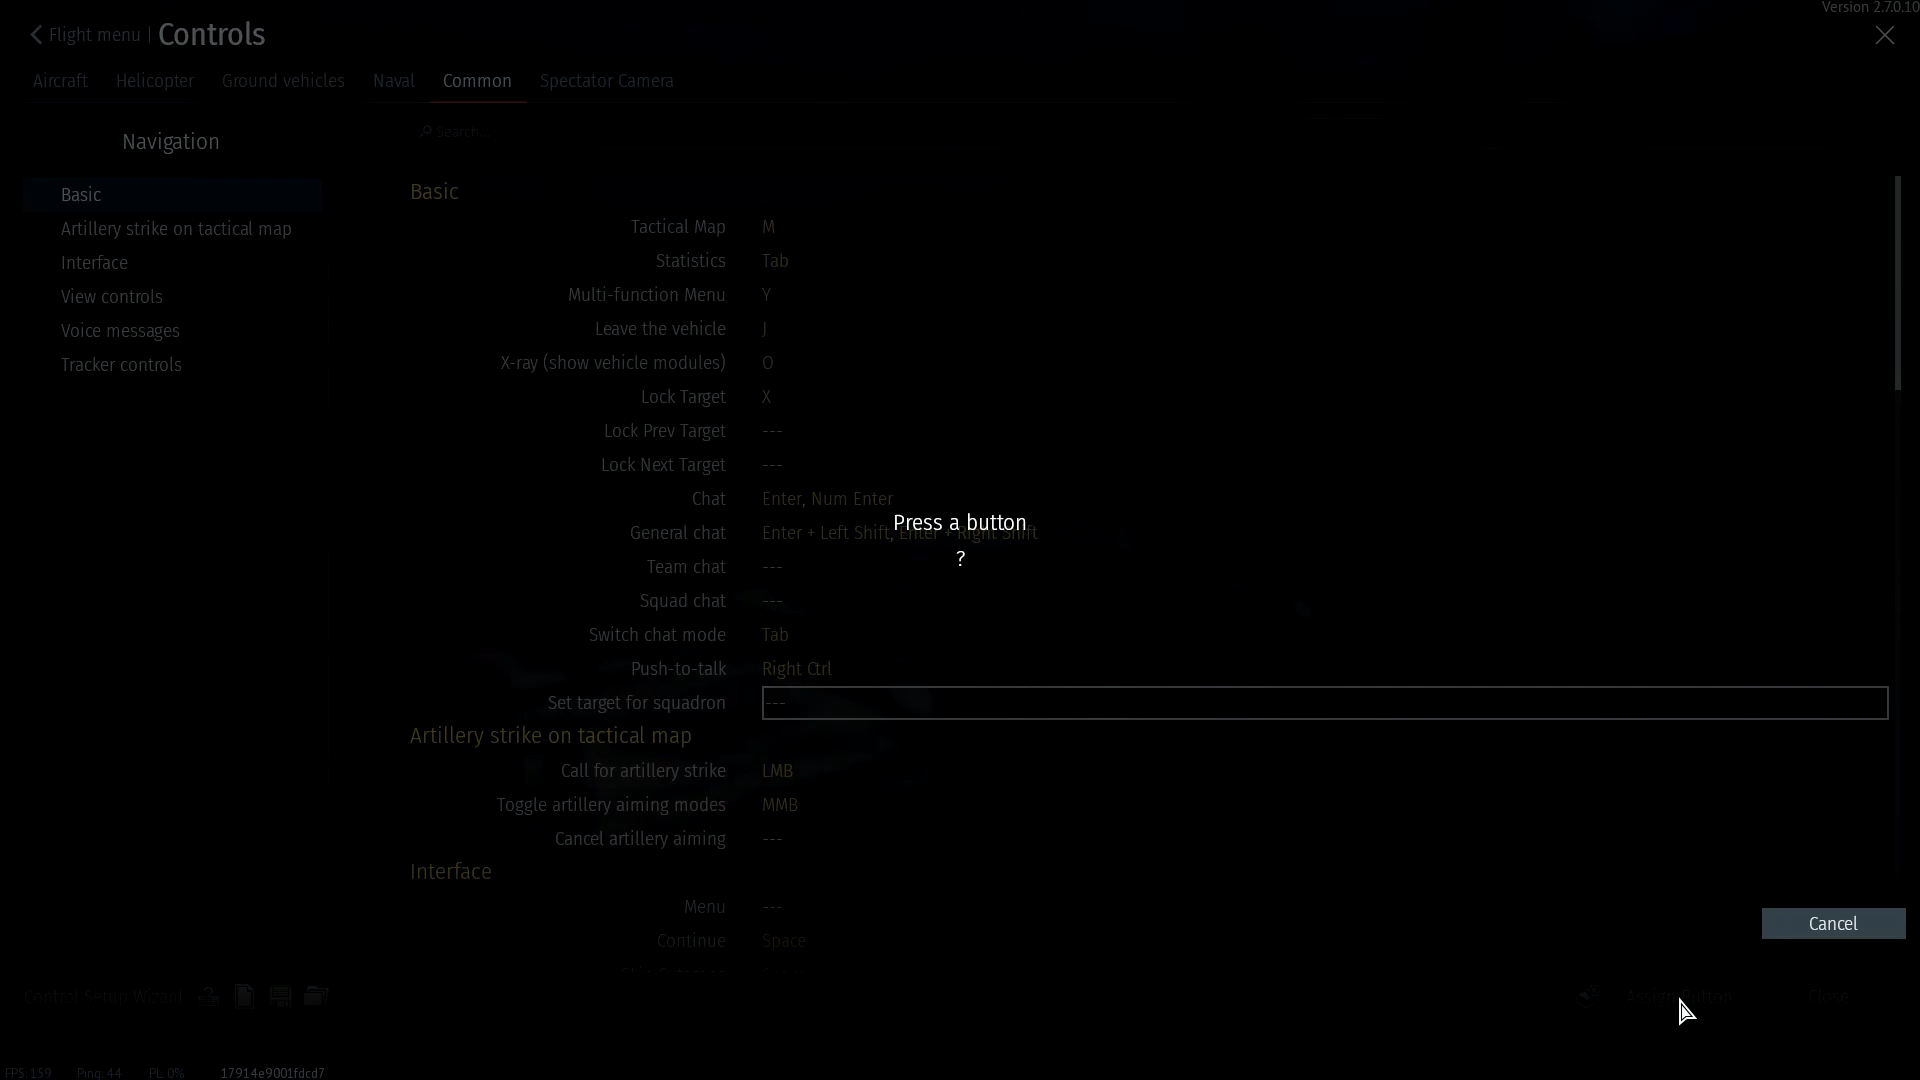 Version 2.7.0.10
Flight menu | Controls
Aircraft Helicopter Ground vehicles Naval Common Spectator Camera
Navigation
Search...
Basic
Artillery strike on tactical map
Interface
View controls
Voice messages
Tracker controls
Basic
Tactical Map M
Statistics Tab
Multi-function Menu Y
Leave the vehicle J
X-ray (show vehicle modules) O
Lock Target X
Lock Prev Target ---
Lock Next Target ---
Chat Enter, Num Enter
General chat Enter + Left Shift, Enter + Right Shift
Team chat ---
Squad chat ---
Switch chat mode Tab
Push-to-talk Right Ctrl
Set target for squadron ---
Press a button
?
Artillery strike on tactical map
Call for artillery strike LMB
Toggle artillery aiming modes MMB
Cancel artillery aiming ---
Interface
Menu ---
Continue Space
Cancel
Control Setup Wizard
Assign Button Close
FPS: 159 Ping: 44 PL: 0% 17914e9001fdcd7